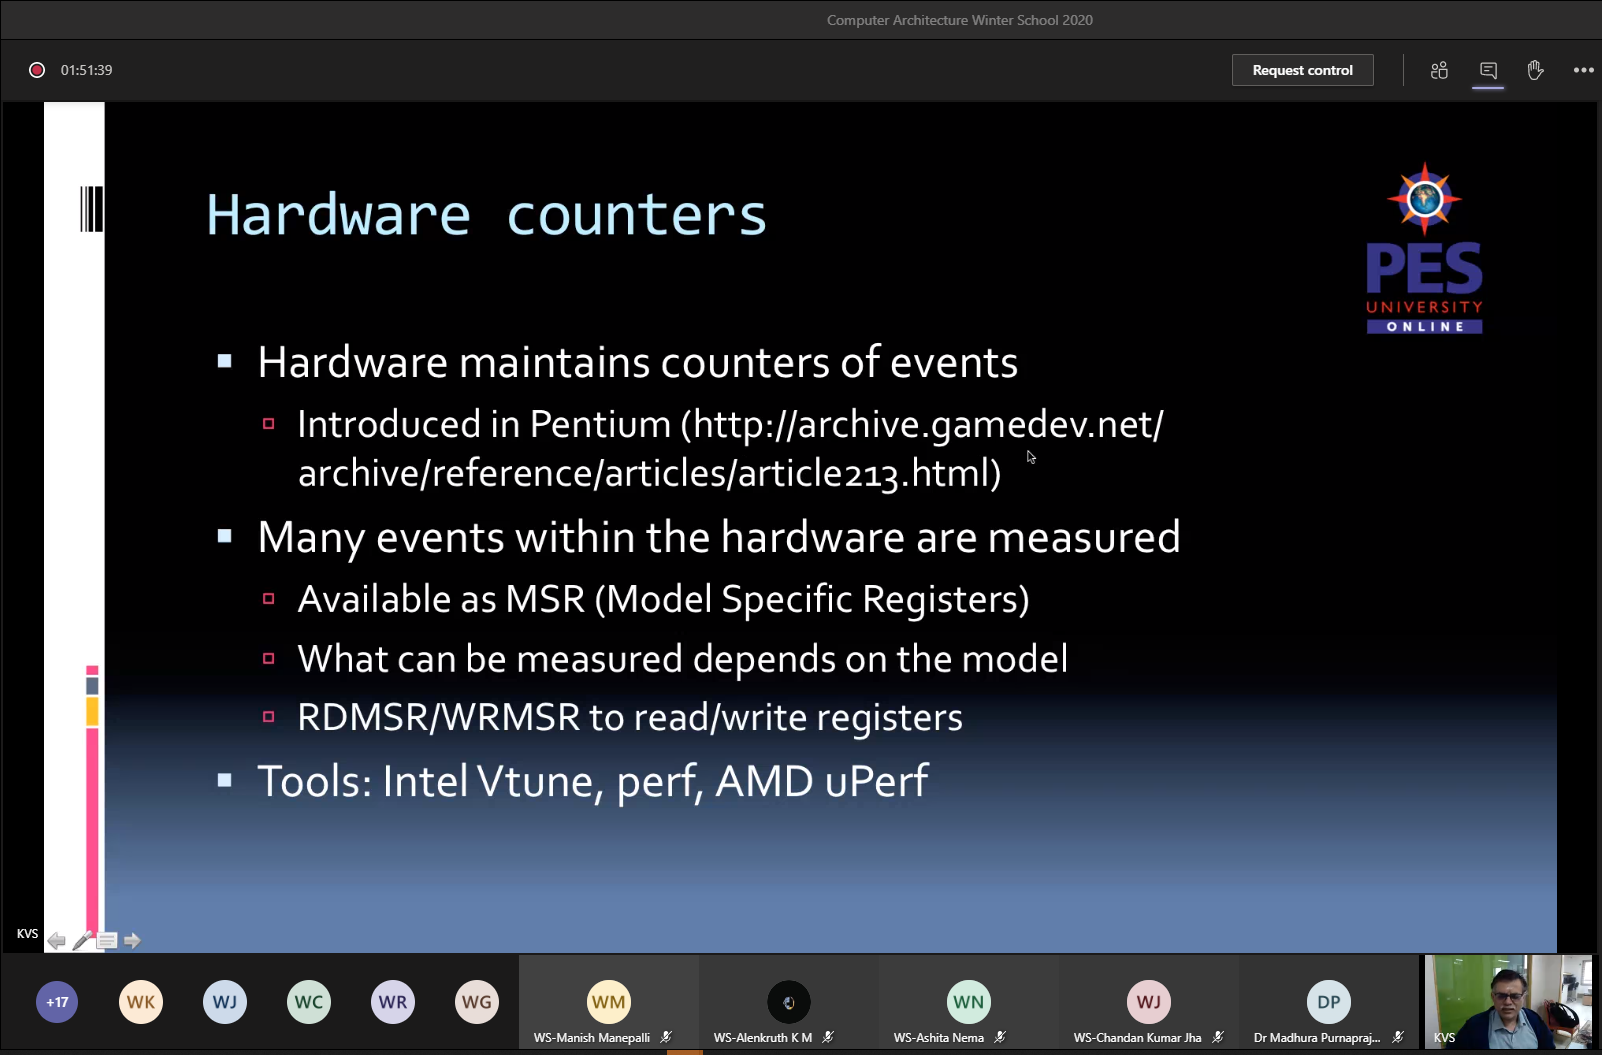 Computer Architecture Winter School 2020
01:51:39
Request control
Hardware counters
PES
UNIVERSITY
ONLINE
Hardware maintains counters of events
Introduced in Pentium (http://archive.gamedev.net/
archive/reference/articles/article213.html)
Many events within the hardware are measured
Available as MSR (Model Specific Registers)
What can be measured depends on the model
RDMSR/WRMSR to read/write registers
Tools: Intel Vtune, perf, AMD uPerf
KVS
+17
WK
WJ
WC
WR
WG
WM
WN
WJ
DP
WS-Manish Manepalli
WS-Alenkruth K M
WS-Ashita Nema
WS-Chandan Kumar Jha
Dr Madhura Purnapraj...
KVS